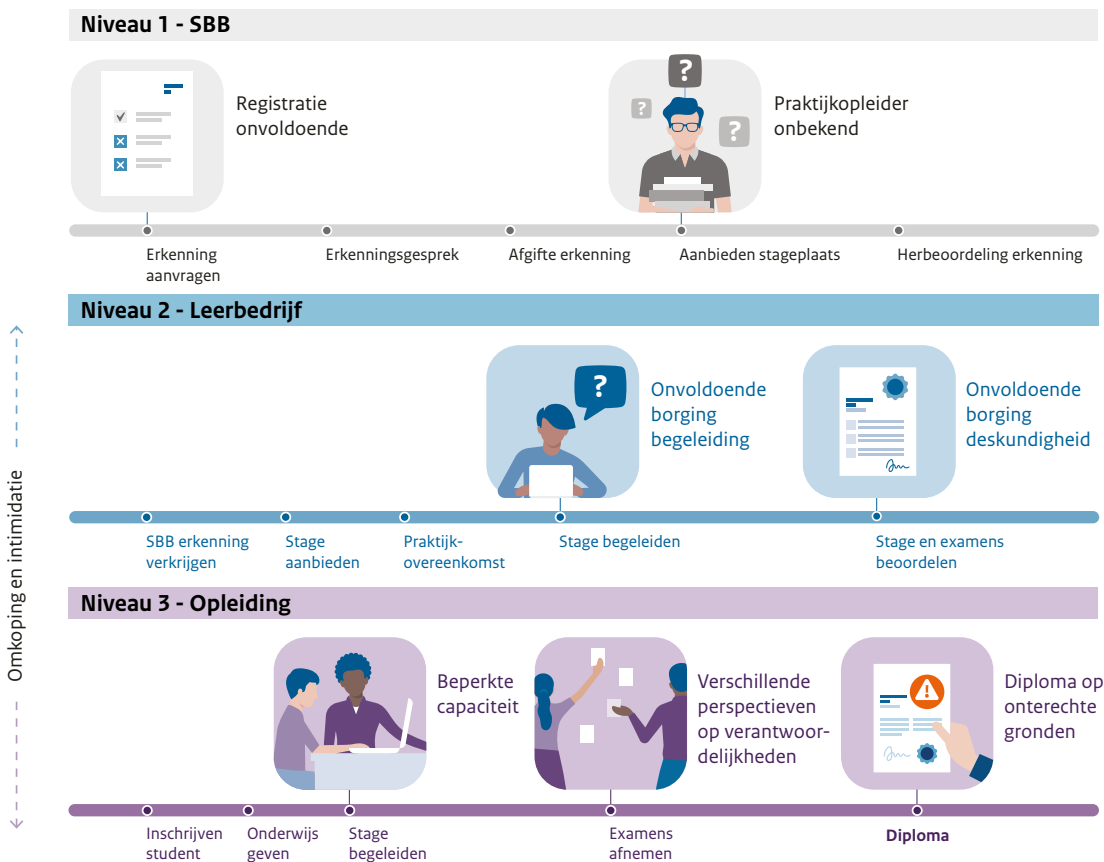 Niveau 1 - SBB
Registratie
onvoldoende
?
?
?
Praktijkopleider
onbekend
Erkenning
aanvragen
Erkenningsgesprek
Afgifte erkenning
Aanbieden stageplaats
Herbeoordeling erkenning
Omkoping en intimidatie
Niveau 2 - Leerbedrijf
?
Onvoldoende
borging
begeleiding
Onvoldoende
borging
deskundigheid
SBB erkenning
verkrijgen
Stage
aanbieden
Praktijk-
overeenkomst
Stage begeleiden
Stage en examens
beoordelen
Niveau 3 - Opleiding
Beperkte
capaciteit
Verschillende
perspectieven
op verantwoor-
delijkheden
Diploma op
onterechte
gronden
Inschrijven
student
Onderwijs
geven
Stage
begeleiden
Examens
afnemen
Diploma